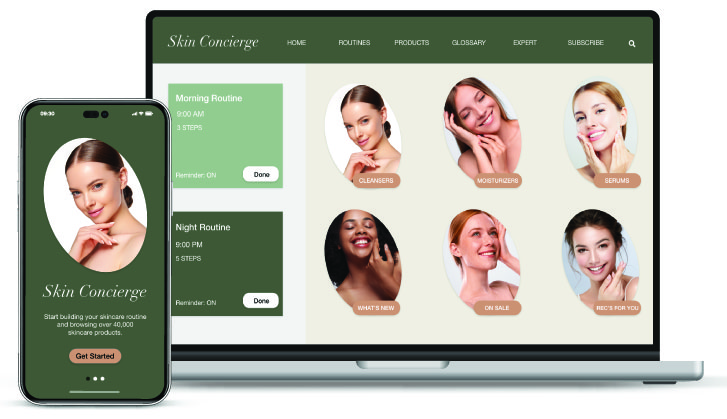 Skin Concierge
HOME ROUTINES PRODUCTS GLOSSARY EXPERT SUBSCRIBE
Morning Routine
9:00 AM
3 STEPS
Reminder: ON
Done
Night Routine
9:00 PM
5 STEPS
Reminder: ON
Done
CLEANSERS
MOISTURIZERS
SERUMS
WHAT'S NEW
ON SALE
REC'S FOR YOU
09:30
Skin Concierge
Start building your skincare routine
and browsing over 40,000
skincare products.
Get Started